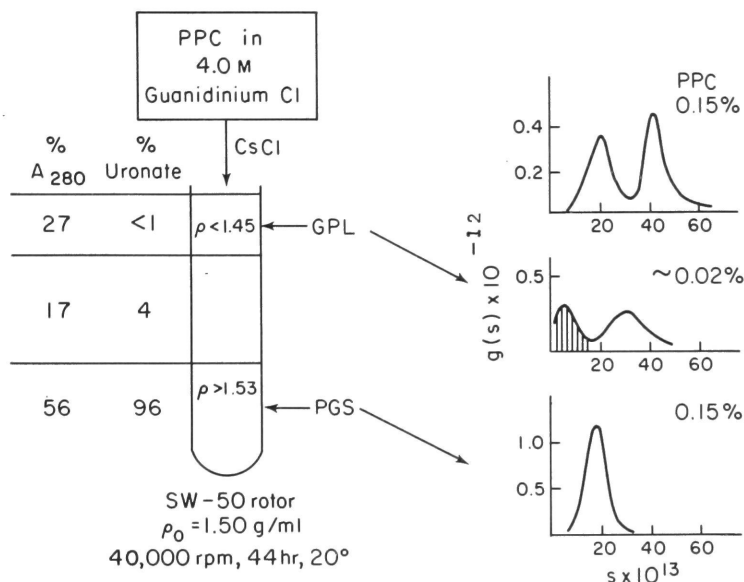 PPC in
4.0 M
Guanidinium Cl
CsCl
% %
A280 Uronate
27 <1 ρ<1.45 GPL
17 4
56 96 ρ>1.53 PGS
SW-50 rotor
ρ0 = 1.50 g/ml
40,000 rpm, 44hr, 20°
PPC
0.15%
0.4
0.2
20 40 60
g(s) x 10-12
~0.02%
0.5
20 40 60
0.15%
1.0
0.5
20 40 60
s x 10^13